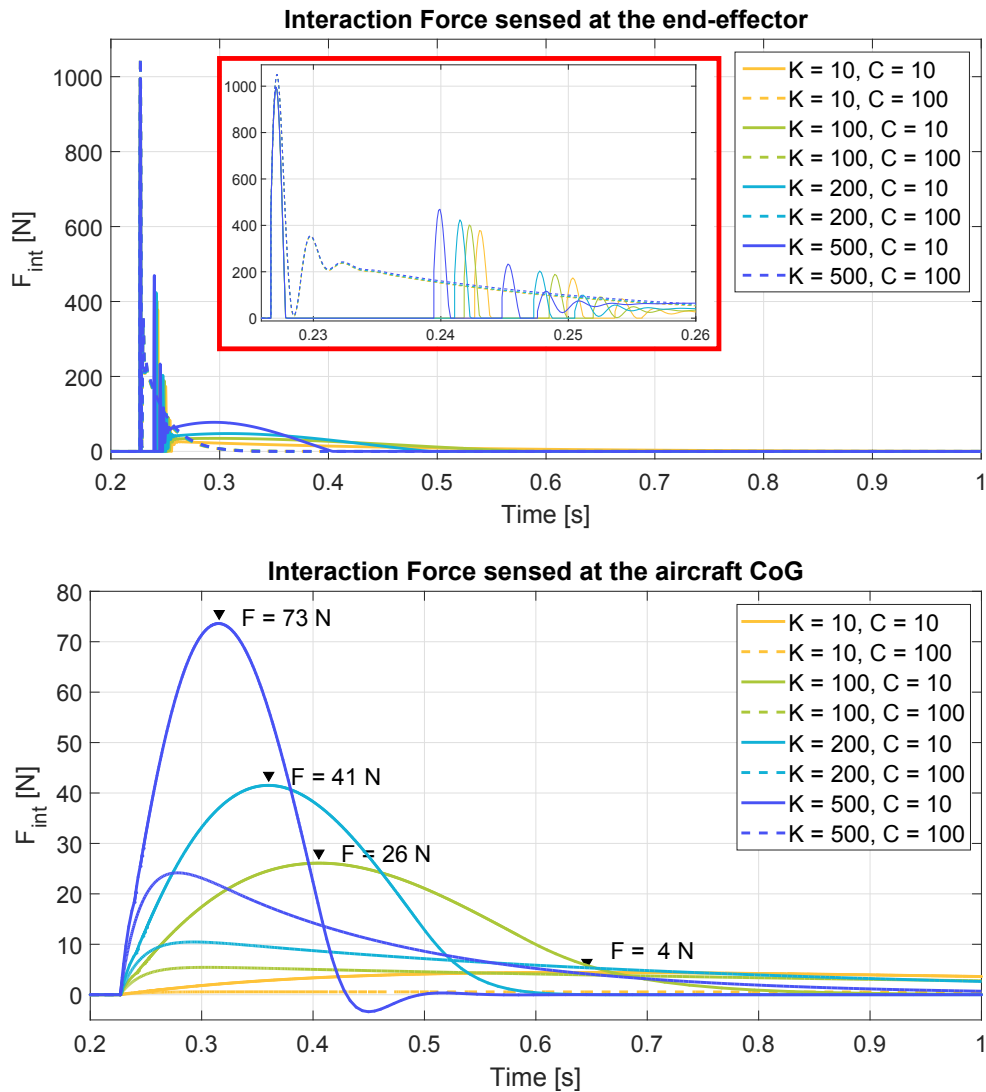 Interaction Force sensed at the end-effector
F_int [N]
1000
800
600
400
200
0
0.2
0.3
0.4
0.5
0.6
0.7
0.8
0.9
1
Time [s]
1000
800
600
400
200
0
0.23
0.24
0.25
0.26
K = 10, C = 10
K = 10, C = 100
K = 100, C = 10
K = 100, C = 100
K = 200, C = 10
K = 200, C = 100
K = 500, C = 10
K = 500, C = 100
Interaction Force sensed at the aircraft CoG
F_int [N]
80
70
60
50
40
30
20
10
0
0.2
0.3
0.4
0.5
0.6
0.7
0.8
0.9
1
Time [s]
F = 73 N
F = 41 N
F = 26 N
F = 4 N
K = 10, C = 10
K = 10, C = 100
K = 100, C = 10
K = 100, C = 100
K = 200, C = 10
K = 200, C = 100
K = 500, C = 10
K = 500, C = 100